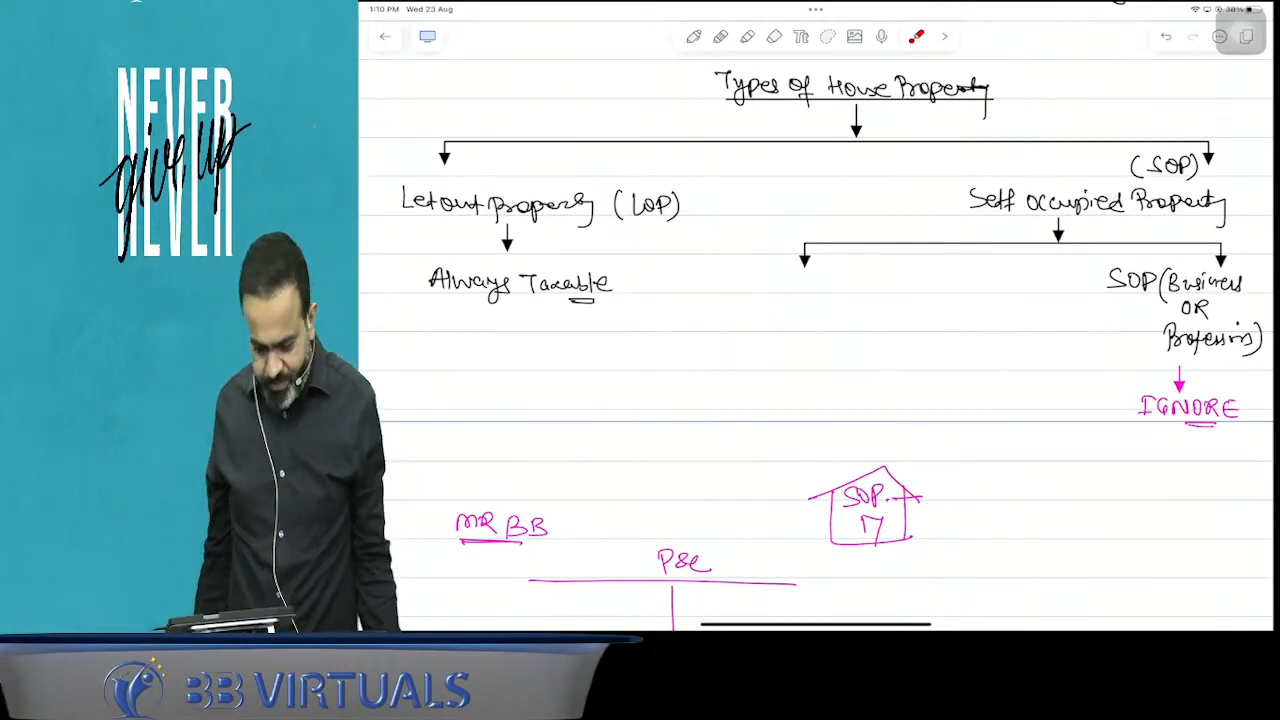 1:10 PM Wed 23 Aug
38%
NEVER
give up
NEVER
Types of House Property
Letout Property (LOP)
(SOP)
Self Occupied Property
Always Taxable
SOP (Business
OR
Profession)
IGNORE
SOP
MR BB
P&L
BB VIRTUALS